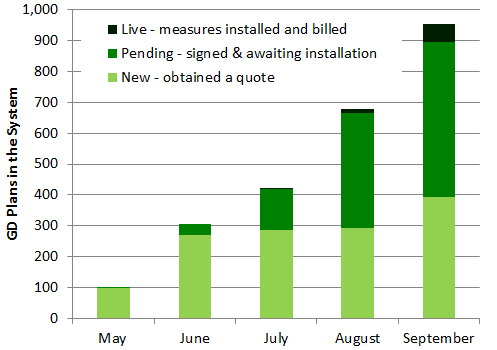 1,000
900
800
700
600
500
400
300
200
100
0
GD Plans in the System
Live - measures installed and billed
Pending - signed & awaiting installation
New - obtained a quote
May June July August September